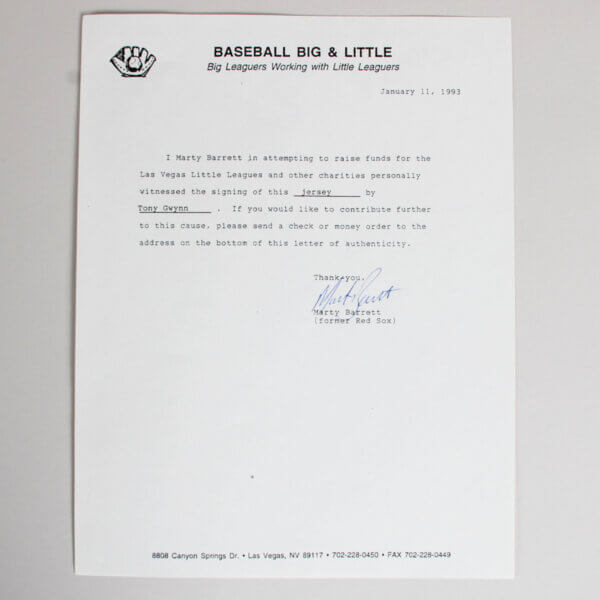 BASEBALL BIG & LITTLE
Big Leaguers Working with Little Leaguers
January 11, 1993
I Marty Barrett in attempting to raise funds for the
Las Vegas Little Leagues and other charities personally
witnessed the signing of this jersey by
Tony Gwynn . If you would like to contribute further
to this cause, please send a check or money order to the
address on the bottom of this letter of authenticity.
Thank you,
Marty Barrett
Marty Barrett
(former Red Sox)
8808 Canyon Springs Dr. • Las Vegas, NV 89117 • 702-228-0450 • FAX 702-228-0449